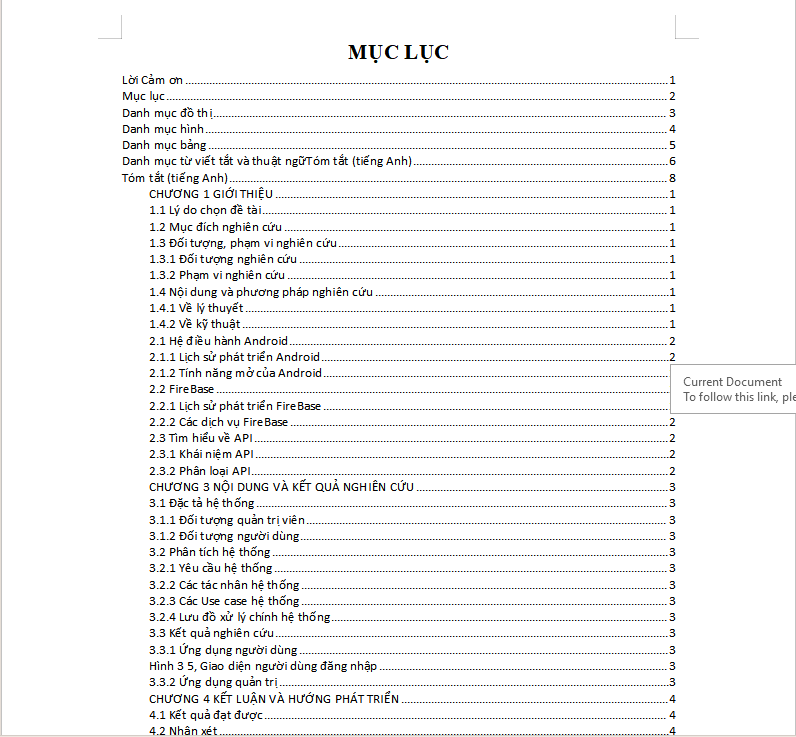 MỤC LỤC
Lời Cảm ơn 1
Mục lục 2
Danh mục đồ thị 3
Danh mục hình 4
Danh mục bảng 5
Danh mục từ viết tắt và thuật ngữTóm tắt (tiếng Anh) 6
Tóm tắt (tiếng Anh) 8
CHƯƠNG 1 GIỚI THIỆU 1
1.1 Lý do chọn đề tài 1
1.2 Mục đích nghiên cứu 1
1.3 Đối tượng, phạm vi nghiên cứu 1
1.3.1 Đối tượng nghiên cứu 1
1.3.2 Phạm vi nghiên cứu 1
1.4 Nội dung và phương pháp nghiên cứu 1
1.4.1 Về lý thuyết 1
1.4.2 Về kỹ thuật 1
2.1 Hệ điều hành Android 2
2.1.1 Lịch sử phát triển Android 2
2.1.2 Tính năng mở của Android
2.2 FireBase
2.2.1 Lịch sử phát triển FireBase
2.2.2 Các dịch vụ FireBase 2
2.3 Tìm hiểu về API 2
2.3.1 Khái niệm API 2
2.3.2 Phân loại API 2
CHƯƠNG 3 NỘI DUNG VÀ KẾT QUẢ NGHIÊN CỨU 3
3.1 Đặc tả hệ thống 3
3.1.1 Đối tượng quản trị viên 3
3.1.2 Đối tượng người dùng 3
3.2 Phân tích hệ thống 3
3.2.1 Yêu cầu hệ thống 3
3.2.2 Các tác nhân hệ thống 3
3.2.3 Các Use case hệ thống 3
3.2.4 Lưu đồ xử lý chính hệ thống 3
3.3 Kết quả nghiên cứu 3
3.3.1 Ứng dụng người dùng 3
Hình 3 5, Giao diện người dùng đăng nhập 3
3.3.2 Ứng dụng quản trị 3
CHƯƠNG 4 KẾT LUẬN VÀ HƯỚNG PHÁT TRIỂN 4
4.1 Kết quả đạt được 4
4.2 Nhận xét 4
Current Document
To follow this link, ple